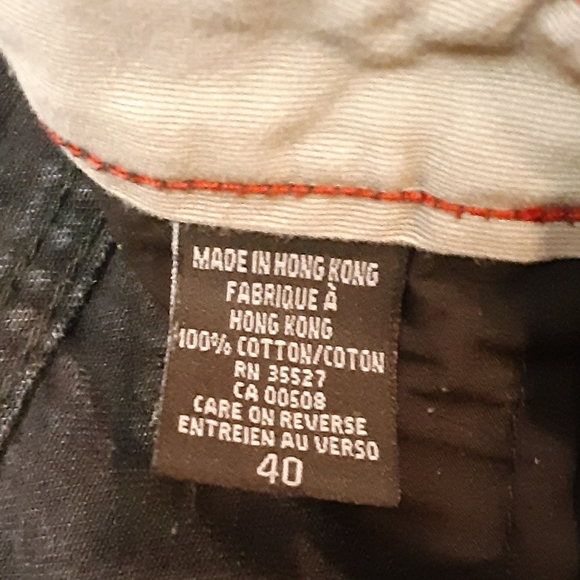 MADE IN HONG KONG
FABRIQUE À
HONG KONG
100% COTTON/COTON
RN 35527
CA 00508
CARE ON REVERSE
ENTREIEN AU VERSO
40